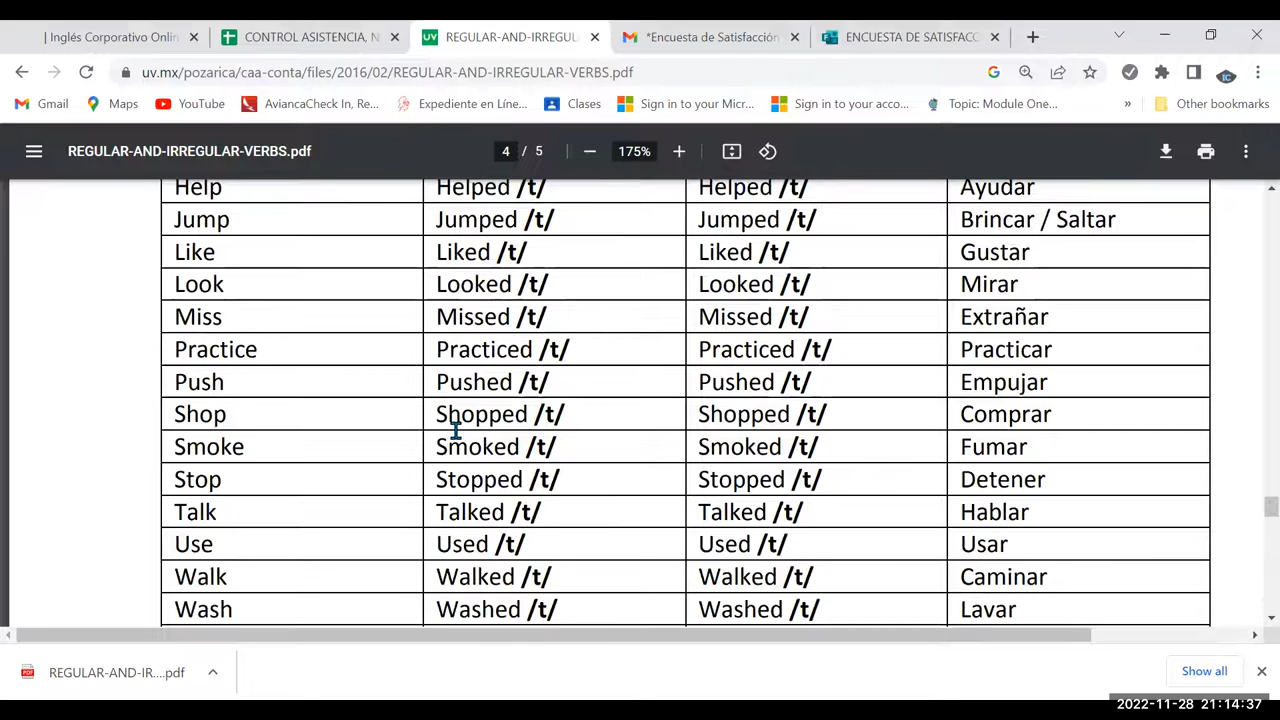 | Inglés Corporativo Onlin
CONTROL ASISTENCIA, N
REGULAR-AND-IRREGUL
*Encuesta de Satisfacción
ENCUESTA DE SATISFACC
uv.mx/pozarica/caa-conta/files/2016/02/REGULAR-AND-IRREGULAR-VERBS.pdf
Gmail Maps YouTube AviancaCheck In, Re... Expediente en Líne... Clases Sign in to your Micr... Sign in to your acco... Topic: Module One... » Other bookmarks
REGULAR-AND-IRREGULAR-VERBS.pdf 4 / 5 175%
Help Helped /t/ Helped /t/ Ayudar
Jump Jumped /t/ Jumped /t/ Brincar / Saltar
Like Liked /t/ Liked /t/ Gustar
Look Looked /t/ Looked /t/ Mirar
Miss Missed /t/ Missed /t/ Extrañar
Practice Practiced /t/ Practiced /t/ Practicar
Push Pushed /t/ Pushed /t/ Empujar
Shop Shopped /t/ Shopped /t/ Comprar
Smoke Smoked /t/ Smoked /t/ Fumar
Stop Stopped /t/ Stopped /t/ Detener
Talk Talked /t/ Talked /t/ Hablar
Use Used /t/ Used /t/ Usar
Walk Walked /t/ Walked /t/ Caminar
Wash Washed /t/ Washed /t/ Lavar
REGULAR-AND-IR....pdf Show all
2022-11-28 21:14:37